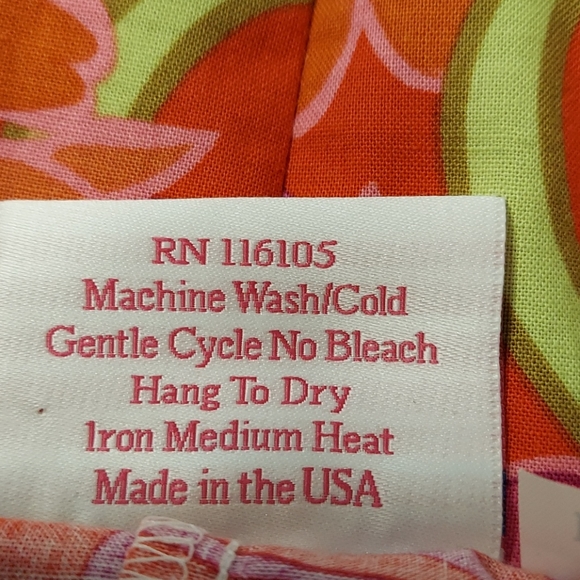 RN 116105
Machine Wash/Cold
Gentle Cycle No Bleach
Hang To Dry
Iron Medium Heat
Made in the USA